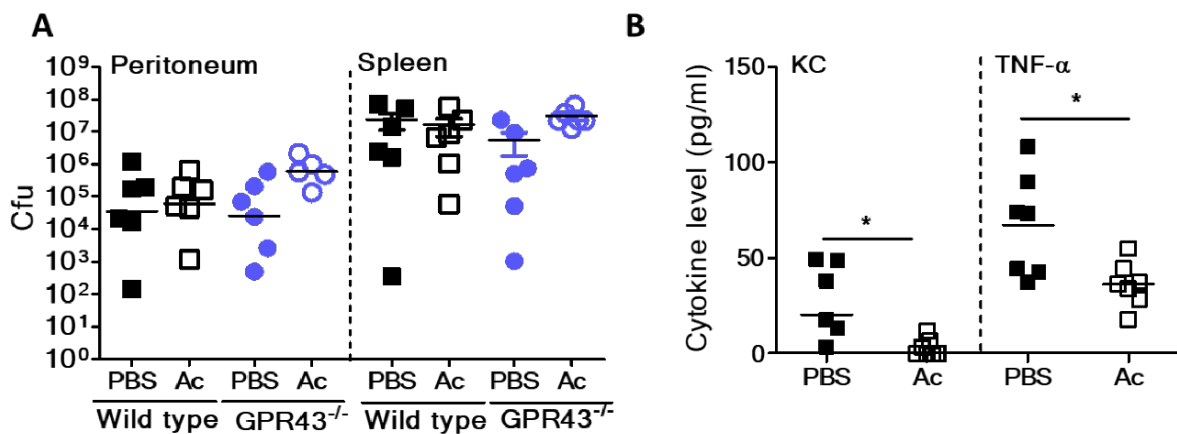 A
Cfu
10⁹
10⁸
10⁷
10⁶
10⁵
10⁴
10³
10²
10¹
10⁰
Peritoneum
Spleen
PBS Ac PBS Ac PBS Ac PBS Ac
Wild type GPR43⁻/⁻ Wild type GPR43⁻/⁻
B
Cytokine level (pg/ml)
150
100
50
0
KC
TNF-α
*
*
PBS Ac PBS Ac